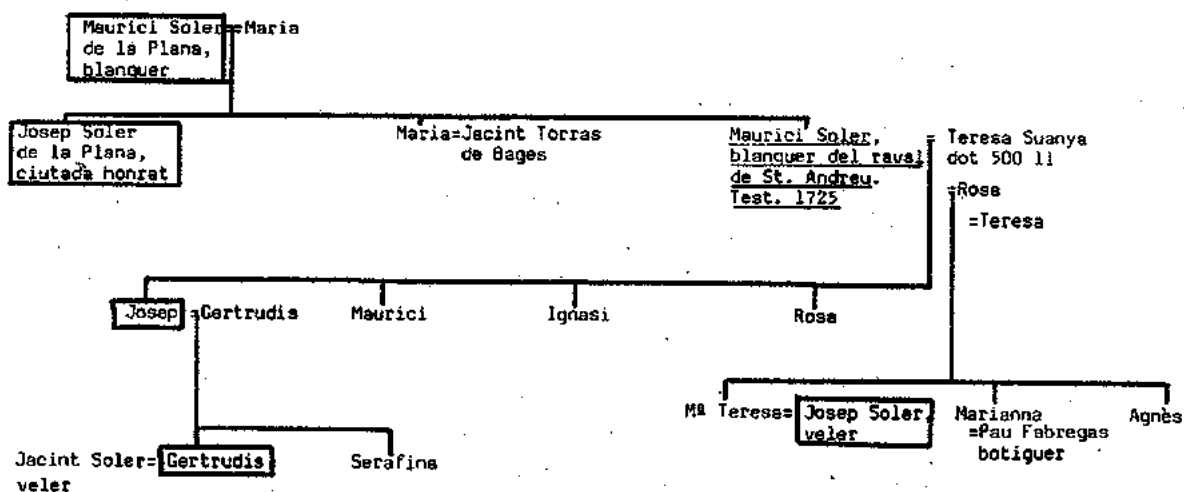 Maurici Soler=Maria
de la Plana,
blanquer
Josep Soler
de la Plana,
ciutadà honrat
Maria=Jacint Torras
de Bages
Maurici Soler,
blanquer del raval
de St. Andreu.
Test. 1725
= Teresa Suanya
dot 500 ll
=Rosa
=Teresa
Josep =Gertrudis
Maurici
Ignasi
Rosa
Mª Teresa= Josep Soler,
veler
Marianna
=Pau Fabregas
botiguer
Agnès
Jacint Soler= Gertrudis
veler
Serafina